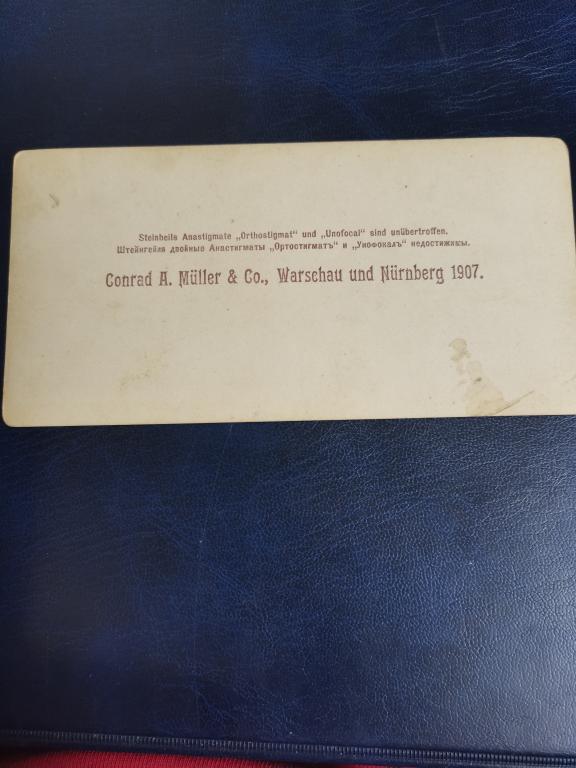 Steinheils Anastigmate „Orthostigmat“ und „Unofocal“ sind unübertroffen.
Штейнгейля двойные Анастигматы „Ортостигматъ“ и „Унофокалъ“ недостижимы.
Conrad A. Müller & Co., Warschau und Nürnberg 1907.